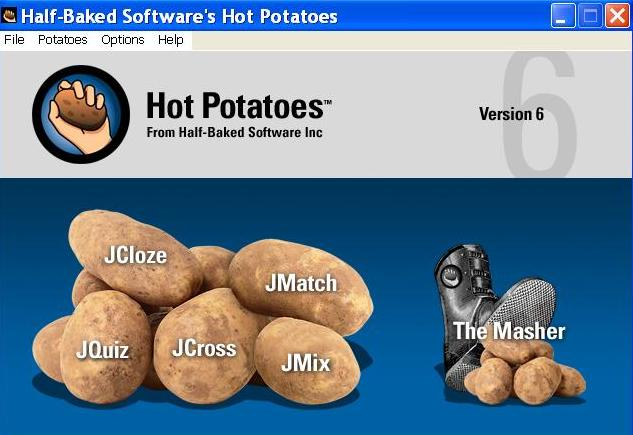 Half-Baked Software's Hot Potatoes
File Potatoes Options Help
Hot Potatoes™
From Half-Baked Software Inc
Version 6
6
JCloze
JMatch
JQuiz
JCross
JMix
The Masher